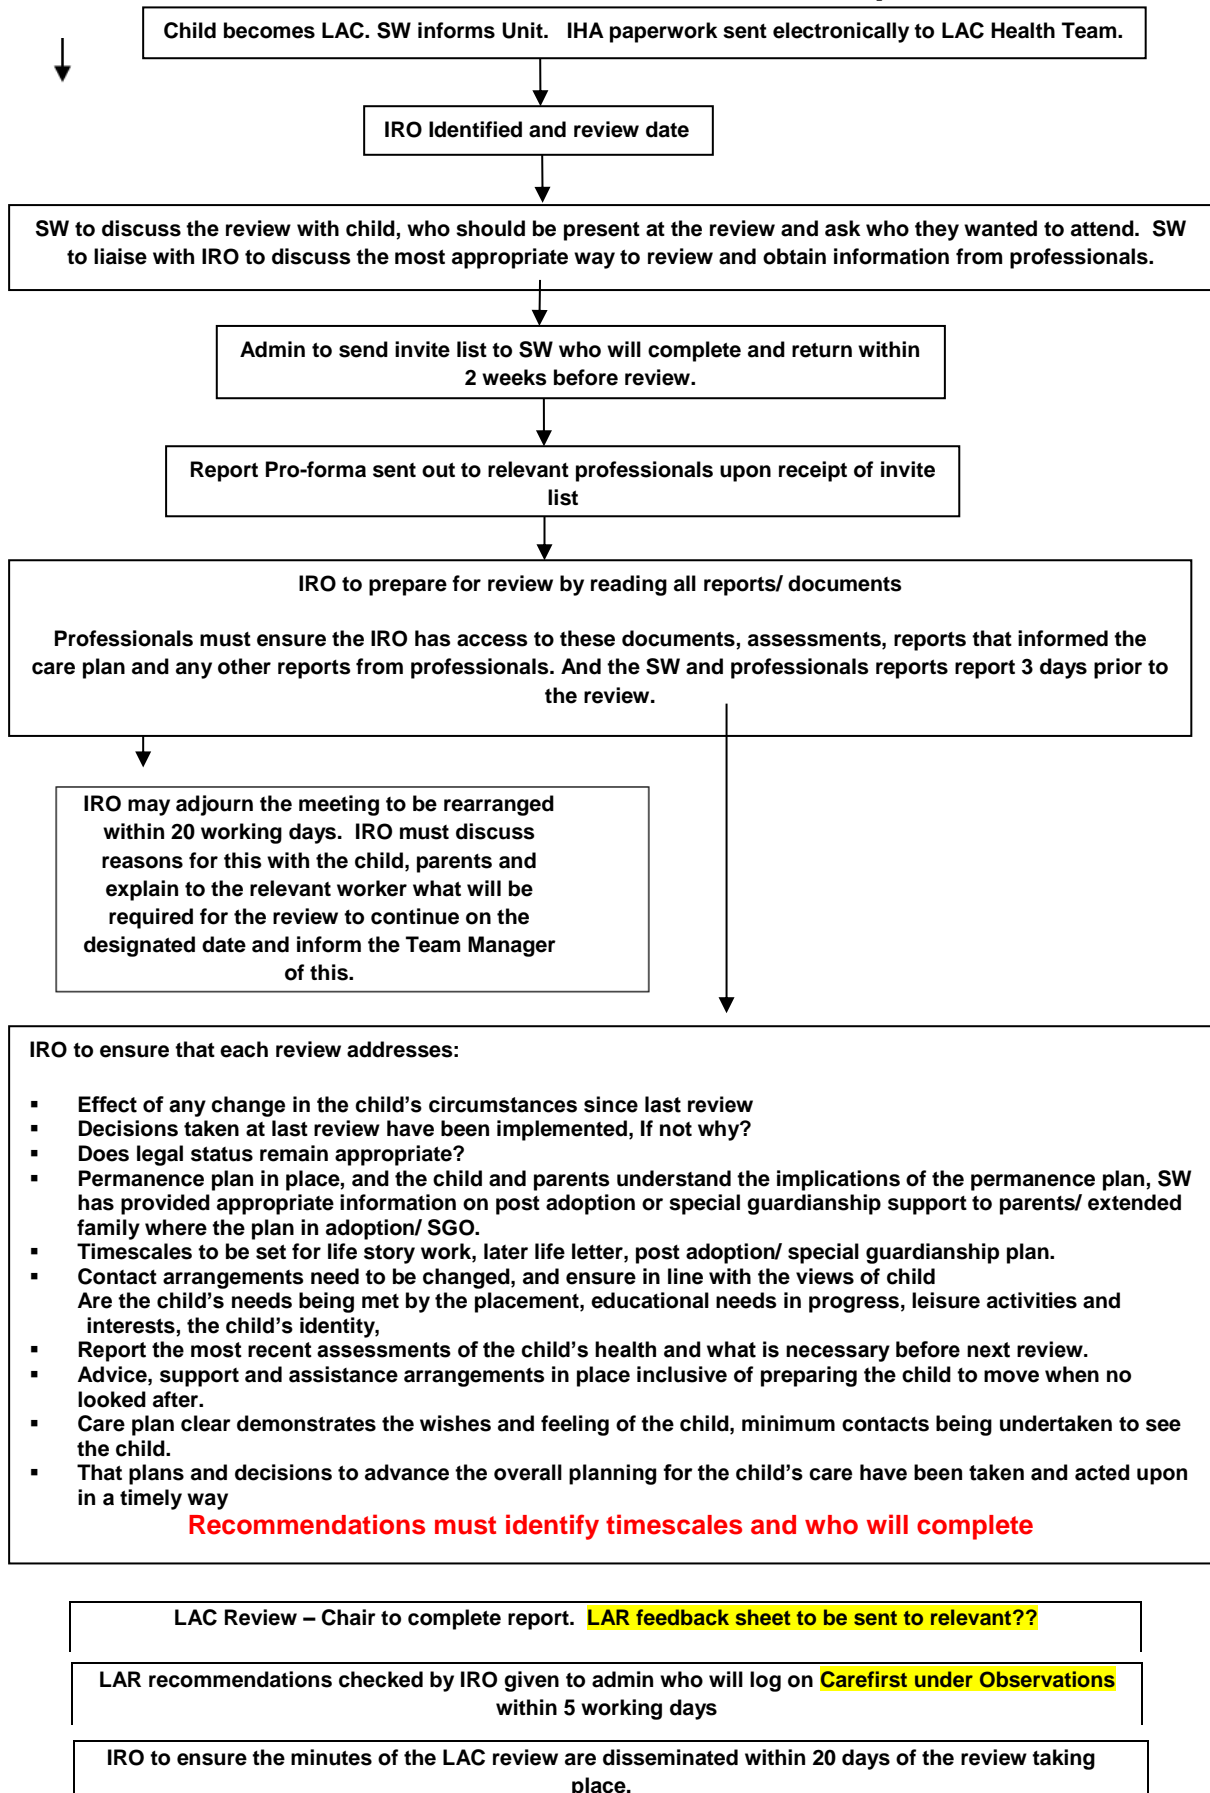 Child becomes LAC. SW informs Unit.   IHA paperwork sent electronically to LAC Health Team.
IRO Identified and review date
SW to discuss the review with child, who should be present at the review and ask who they wanted to attend.  SW
to liaise with IRO to discuss the most appropriate way to review and obtain information from professionals.
Admin to send invite list to SW who will complete and return within
2 weeks before review.
Report Pro-forma sent out to relevant professionals upon receipt of invite
list
IRO to prepare for review by reading all reports/ documents
Professionals must ensure the IRO has access to these documents, assessments, reports that informed the
care plan and any other reports from professionals. And the SW and professionals reports report 3 days prior to
the review.
IRO may adjourn the meeting to be rearranged
within 20 working days.  IRO must discuss
reasons for this with the child, parents and
explain to the relevant worker what will be
required for the review to continue on the
designated date and inform the Team Manager
of this.
IRO to ensure that each review addresses:
▪ Effect of any change in the child's circumstances since last review
▪ Decisions taken at last review have been implemented, If not why?
▪ Does legal status remain appropriate?
▪ Permanence plan in place, and the child and parents understand the implications of the permanence plan, SW
has provided appropriate information on post adoption or special guardianship support to parents/ extended
family where the plan in adoption/ SGO.
▪ Timescales to be set for life story work, later life letter, post adoption/ special guardianship plan.
▪ Contact arrangements need to be changed, and ensure in line with the views of child
Are the child's needs being met by the placement, educational needs in progress, leisure activities and
interests, the child's identity,
▪ Report the most recent assessments of the child's health and what is necessary before next review.
▪ Advice, support and assistance arrangements in place inclusive of preparing the child to move when no
looked after.
▪ Care plan clear demonstrates the wishes and feeling of the child, minimum contacts being undertaken to see
the child.
▪ That plans and decisions to advance the overall planning for the child's care have been taken and acted upon
in a timely way
Recommendations must identify timescales and who will complete
LAC Review – Chair to complete report.  LAR feedback sheet to be sent to relevant??
LAR recommendations checked by IRO given to admin who will log on Carefirst under Observations
within 5 working days
IRO to ensure the minutes of the LAC review are disseminated within 20 days of the review taking
place.